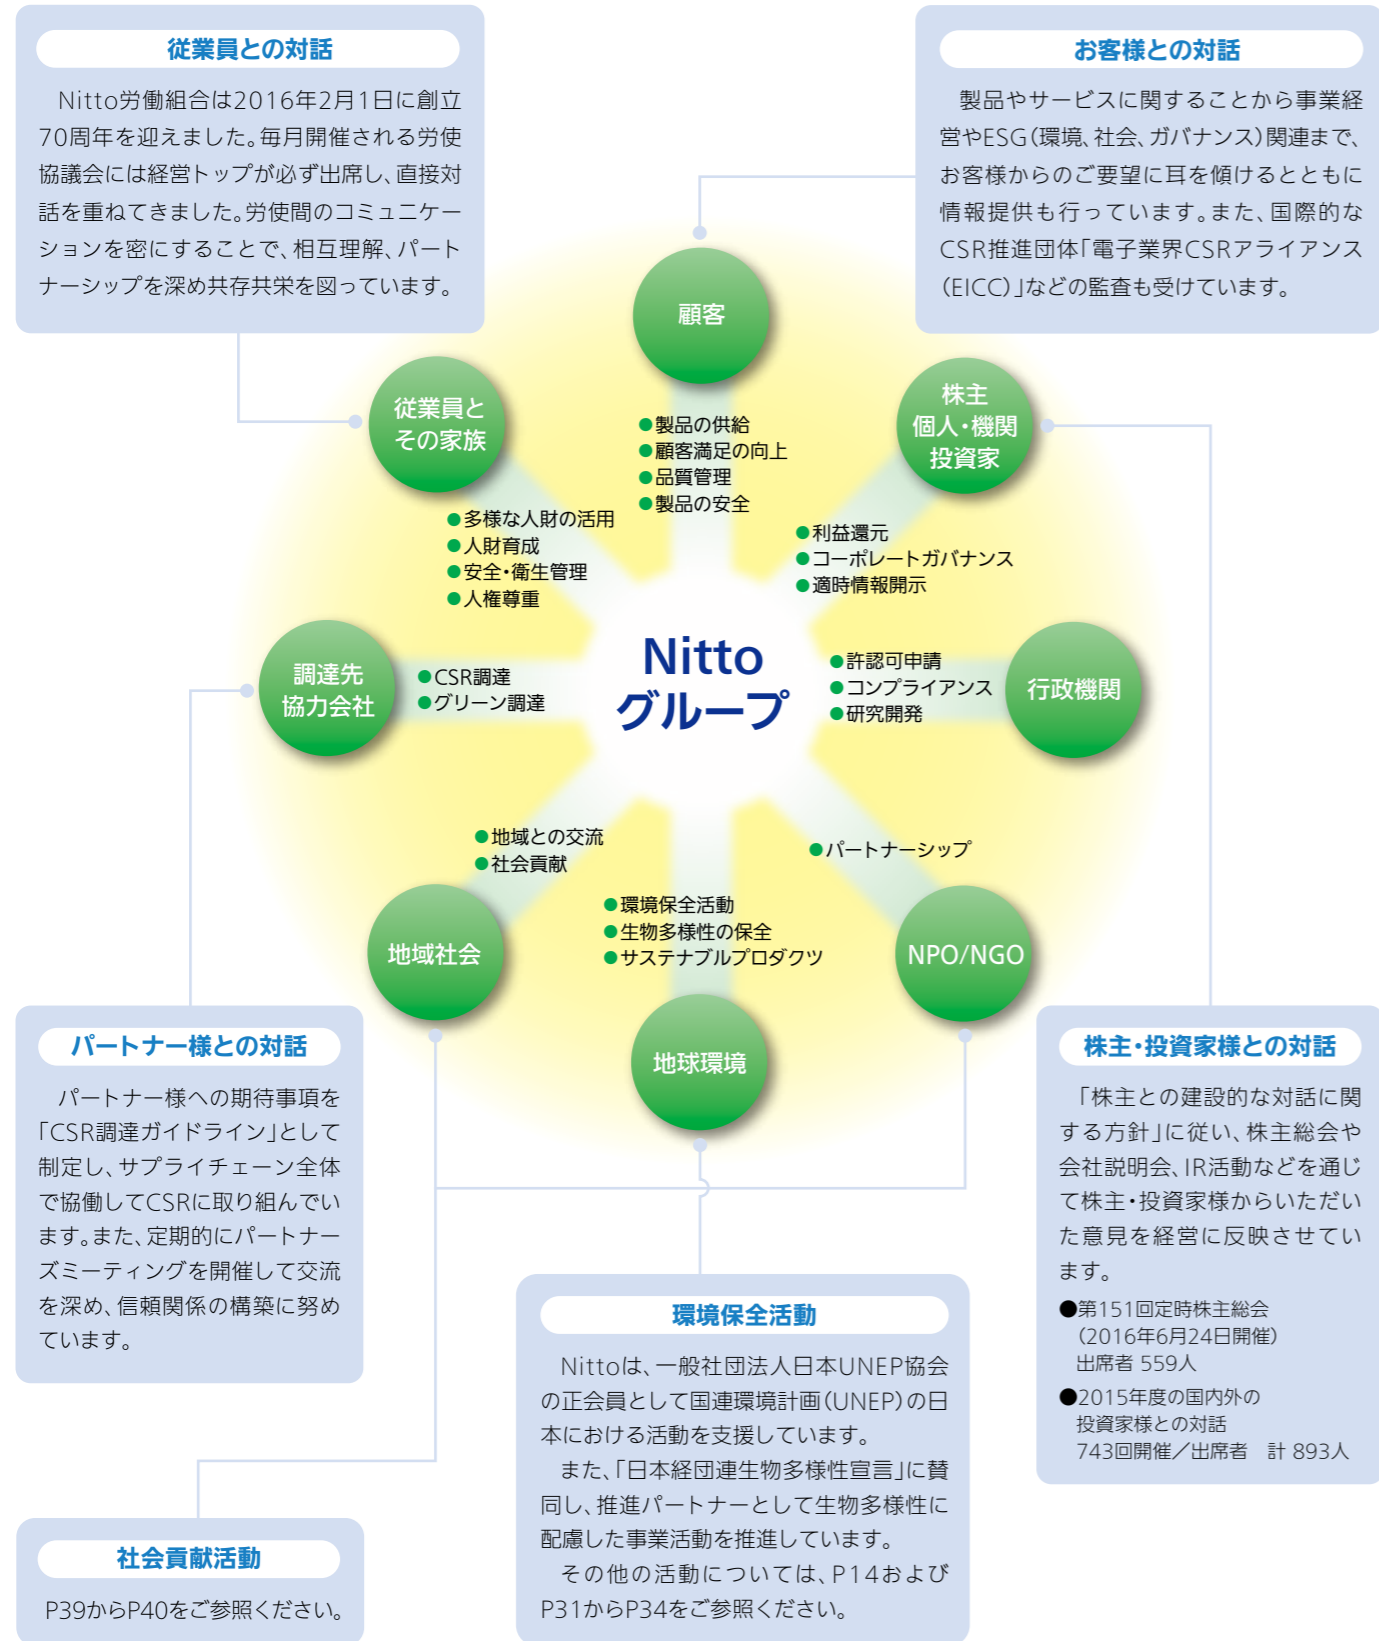 従業員との対話
Nitto労働組合は2016年2月1日に創立
70周年を迎えました。毎月開催される労使
協議会には経営トップが必ず出席し、直接対
話を重ねてきました。労使間のコミュニケー
ションを密にすることで、相互理解、パート
ナーシップを深め共存共栄を図っています。
お客様との対話
製品やサービスに関することから事業経
営やESG（環境、社会、ガバナンス）関連まで、
お客様からのご要望に耳を傾けるとともに
情報提供も行っています。また、国際的な
CSR推進団体「電子業界CSRアライアンス
（EICC）」などの監査も受けています。
顧客
●製品の供給
●顧客満足の向上
●品質管理
●製品の安全
従業員と
その家族
●多様な人財の活用
●人財育成
●安全・衛生管理
●人権尊重
株主
個人・機関
投資家
●利益還元
●コーポレートガバナンス
●適時情報開示
調達先
協力会社
●CSR調達
●グリーン調達
Nitto
グループ
●許認可申請
●コンプライアンス
●研究開発
行政機関
●地域との交流
●社会貢献
地域社会
●環境保全活動
●生物多様性の保全
●サステナブルプロダクツ
地球環境
●パートナーシップ
NPO/NGO
パートナー様との対話
パートナー様への期待事項を
「CSR調達ガイドライン」として
制定し、サプライチェーン全体
で協働してCSRに取り組んでい
ます。また、定期的にパートナー
ズミーティングを開催して交流
を深め、信頼関係の構築に努め
ています。
株主・投資家様との対話
「株主との建設的な対話に関
する方針」に従い、株主総会や
会社説明会、IR活動などを通じ
て株主・投資家様からいただい
た意見を経営に反映させてい
ます。
●第151回定時株主総会
（2016年6月24日開催）
出席者 559人
●2015年度の国内外の
投資家様との対話
743回開催／出席者　計 893人
環境保全活動
Nittoは、一般社団法人日本UNEP協会
の正会員として国連環境計画（UNEP）の日
本における活動を支援しています。
また、「日本経団連生物多様性宣言」に賛
同し、推進パートナーとして生物多様性に
配慮した事業活動を推進しています。
その他の活動については、P14および
P31からP34をご参照ください。
社会貢献活動
P39からP40をご参照ください。